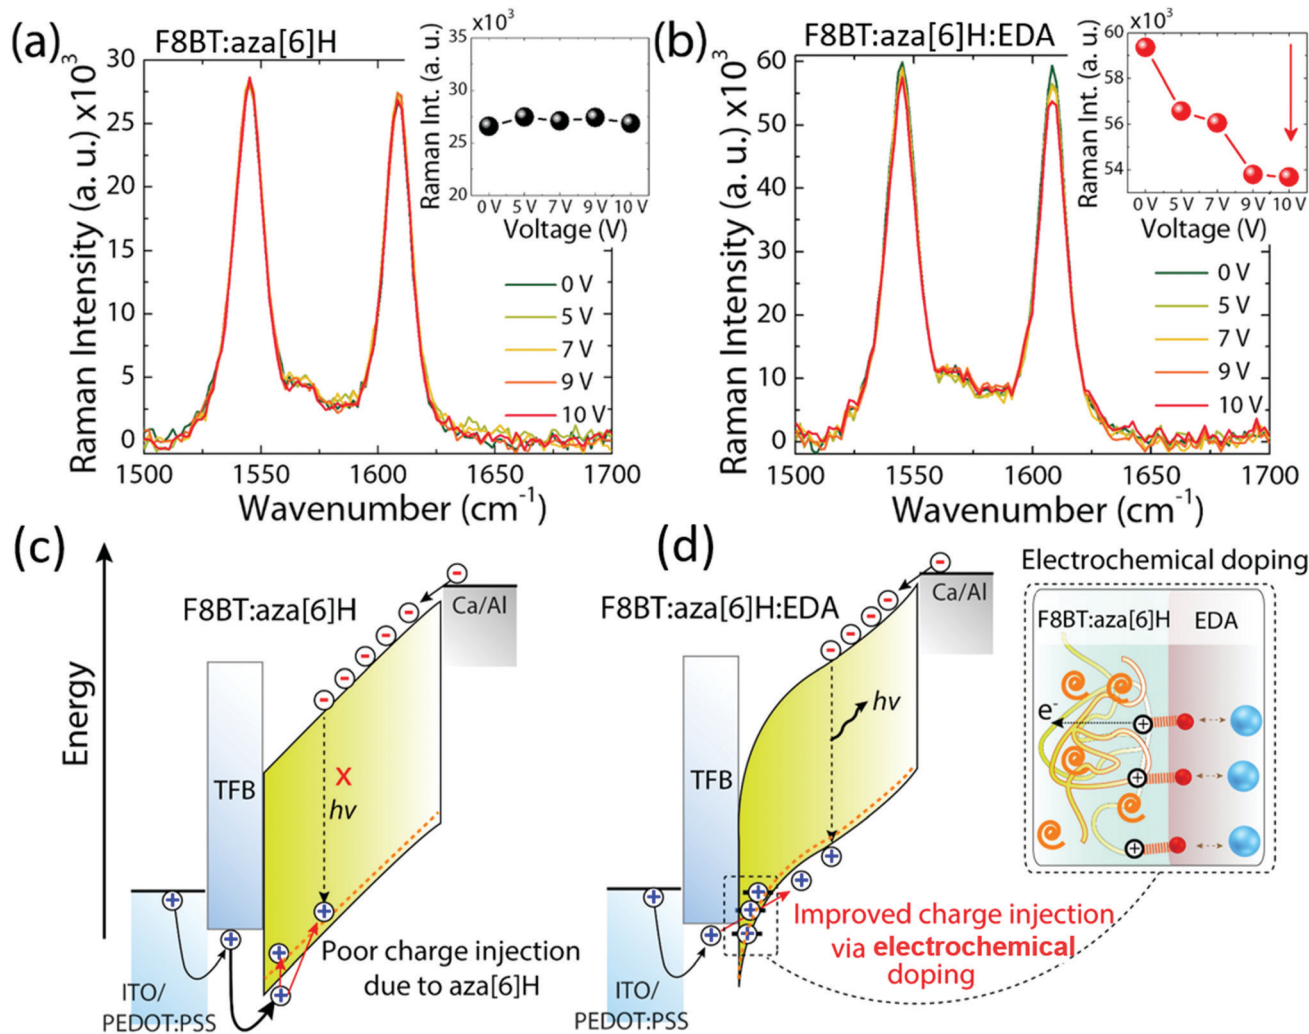 (a)
F8BT:aza[6]H
Raman Intensity (a. u.) x10³
30
25
20
15
10
5
0
1500
1550
1600
1650
1700
Wavenumber (cm⁻¹)
x10³
Raman Int. (a. u.)
35
30
25
20
0 V
5 V
7 V
9 V
10 V
Voltage (V)
0 V
5 V
7 V
9 V
10 V
(b)
F8BT:aza[6]H:EDA
Raman Intensity (a. u.) x10³
60
50
40
30
20
10
0
1500
1550
1600
1650
1700
Wavenumber (cm⁻¹)
x10³
Raman Int. (a. u.)
60
58
56
54
0 V
5 V
7 V
9 V
10 V
Voltage (V)
0 V
5 V
7 V
9 V
10 V
(c)
Energy
F8BT:aza[6]H
Ca/Al
TFB
X
hν
Poor charge injection
due to aza[6]H
ITO/
PEDOT:PSS
(d)
F8BT:aza[6]H:EDA
Ca/Al
TFB
hν
Improved charge injection
via electrochemical
doping
ITO/
PEDOT:PSS
Electrochemical doping
F8BT:aza[6]H
EDA
e⁻